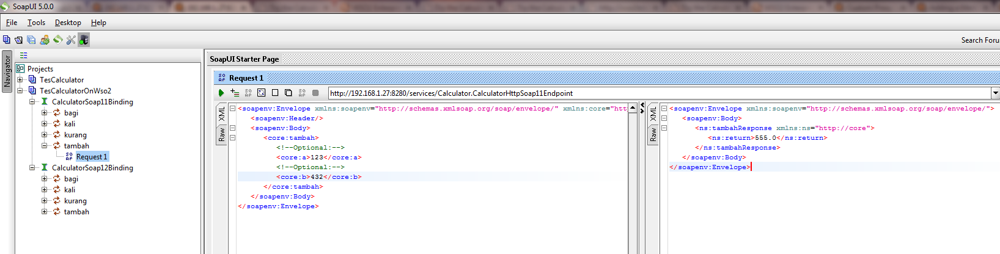 SoapUI 5.0.0
File Tools Desktop Help
Search Foru
Navigator
Projects
TesCalculator
TesCalculatorOnWso2
CalculatorSoap11Binding
bagi
kali
kurang
tambah
Request 1
CalculatorSoap12Binding
bagi
kali
kurang
tambah
SoapUI Starter Page
Request 1
http://192.168.1.27:8280/services/Calculator.CalculatorHttpSoap11Endpoint
XML
Raw
<soapenv:Envelope xmlns:soapenv="http://schemas.xmlsoap.org/soap/envelope/" xmlns:core="htt
<soapenv:Header/>
<soapenv:Body>
<core:tambah>
<!--Optional:-->
<core:a>123</core:a>
<!--Optional:-->
<core:b>432</core:b>
</core:tambah>
</soapenv:Body>
</soapenv:Envelope>
XML
Raw
<soapenv:Envelope xmlns:soapenv="http://schemas.xmlsoap.org/soap/envelope/">
<soapenv:Body>
<ns:tambahResponse xmlns:ns="http://core">
<ns:return>555.0</ns:return>
</ns:tambahResponse>
</soapenv:Body>
</soapenv:Envelope>